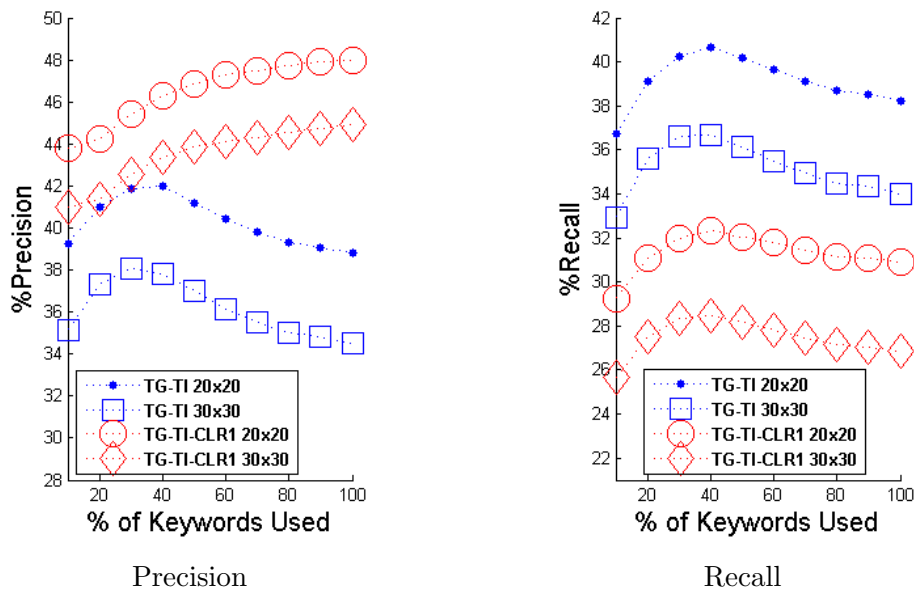 50
48
46
44
42
40
38
36
34
32
30
28
%Precision
TG-TI 20x20
TG-TI 30x30
TG-TI-CLR1 20x20
TG-TI-CLR1 30x30
20 40 60 80 100
% of Keywords Used
Precision
42
40
38
36
34
32
30
28
26
24
22
%Recall
TG-TI 20x20
TG-TI 30x30
TG-TI-CLR1 20x20
TG-TI-CLR1 30x30
20 40 60 80 100
% of Keywords Used
Recall